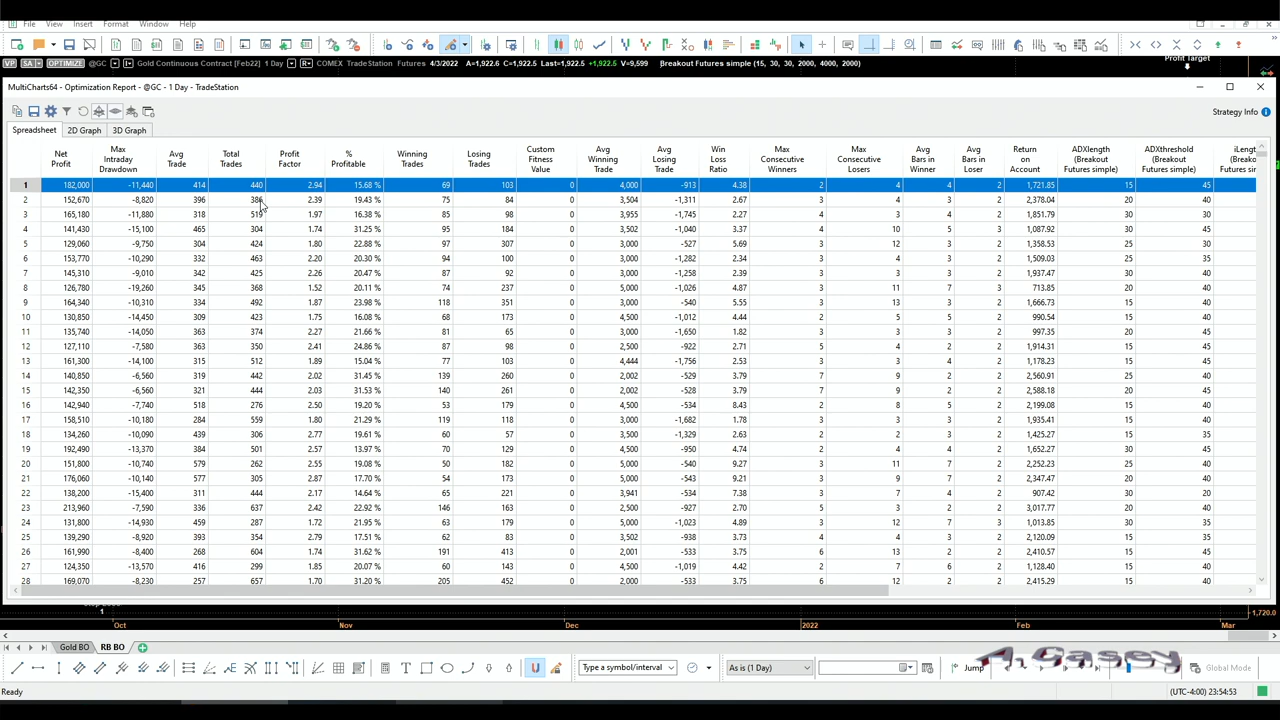 File View Insert Format Window Help
VP SA OPTIMIZE @GC I Gold Continuous Contract [Feb22] 1 Day R COMEX TradeStation Futures 4/3/2022 A=1,922.6 C=1,922.5 Last=1,922.5 +1,922.5 V=9,599 Breakout Futures simple (15, 30, 30, 2000, 4000, 2000) Profit Target
MultiCharts64 - Optimization Report - @GC - 1 Day - TradeStation
Strategy Info
Spreadsheet 2D Graph 3D Graph
Net Profit Max Intraday Drawdown Avg Trade Total Trades Profit Factor % Profitable Winning Trades Losing Trades Custom Fitness Value Avg Winning Trade Avg Losing Trade Win Loss Ratio Max Consecutive Winners Max Consecutive Losers Avg Bars in Winner Avg Bars in Loser Return on Account ADXlength (Breakout Futures simple) ADXthreshold (Breakout Futures simple)
1 182,000 -11,440 414 440 2.94 15.68 % 69 103 0 4,000 -913 4.38 2 4 4 2 1,721.85 15 45
2 152,670 -8,820 396 386 2.39 19.43 % 75 84 0 3,504 -1,311 2.67 3 4 3 2 2,378.04 20 40
3 165,180 -11,880 318 519 1.97 16.38 % 85 98 0 3,955 -1,745 2.27 4 3 4 2 1,851.79 30 30
4 141,430 -15,100 465 304 1.74 31.25 % 95 184 0 3,502 -1,040 3.37 4 10 5 3 1,087.92 30 45
5 129,060 -9,750 304 424 1.80 22.88 % 97 307 0 3,000 -527 5.69 3 12 3 2 1,358.53 25 30
6 153,770 -10,290 332 463 2.20 20.30 % 94 100 0 3,000 -1,282 2.34 3 4 3 2 1,509.03 25 35
7 145,310 -9,010 342 425 2.26 20.47 % 87 92 0 3,000 -1,258 2.39 3 3 3 2 1,937.47 30 40
8 126,780 -19,260 345 368 1.52 20.11 % 74 237 0 5,000 -1,026 4.87 3 11 7 3 713.85 20 40
9 164,340 -10,310 334 492 1.87 23.98 % 118 351 0 3,000 -540 5.55 3 13 3 2 1,666.73 15 40
10 130,850 -14,450 309 423 1.75 16.08 % 68 173 0 4,500 -1,012 4.44 2 5 5 2 990.54 15 40
11 135,740 -14,050 363 374 2.27 21.66 % 81 65 0 3,000 -1,650 1.82 3 3 3 2 997.35 20 45
12 127,110 -7,580 363 350 2.41 24.86 % 87 98 0 2,500 -922 2.71 5 4 2 2 1,914.31 15 30
13 161,300 -14,100 315 512 1.89 15.04 % 77 103 0 4,444 -1,756 2.53 3 3 4 2 1,178.23 15 40
14 140,850 -6,560 319 442 2.02 31.45 % 139 260 0 2,002 -529 3.79 7 9 2 2 2,560.91 25 40
15 142,350 -6,560 321 444 2.03 31.53 % 140 261 0 2,002 -528 3.79 7 9 2 2 2,588.18 20 45
16 142,940 -7,740 518 276 2.50 19.20 % 53 179 0 4,500 -534 8.43 2 8 5 2 2,199.08 15 40
17 158,510 -10,180 284 559 1.80 21.29 % 119 118 0 3,000 -1,682 1.78 3 4 3 2 1,935.41 15 40
18 134,260 -10,090 439 306 2.77 19.61 % 60 57 0 3,500 -1,329 2.63 2 2 3 2 1,425.27 15 35
19 192,490 -13,370 384 501 2.57 13.97 % 70 129 0 4,500 -950 4.74 2 4 4 2 1,652.27 30 45
20 151,800 -10,740 579 262 2.55 19.08 % 50 182 0 5,000 -540 9.27 3 11 7 2 2,252.23 25 40
21 176,060 -10,140 577 305 2.87 17.70 % 54 173 0 5,000 -543 9.21 3 9 7 2 2,347.47 20 40
22 138,200 -15,400 311 444 2.17 14.64 % 65 221 0 3,941 -534 7.38 3 7 4 2 907.42 30 20
23 213,960 -7,590 336 637 2.42 22.92 % 146 163 0 2,500 -927 2.70 5 3 2 2 3,017.77 20 35
24 131,800 -14,930 459 287 1.72 21.95 % 63 179 0 5,000 -1,023 4.89 3 12 7 3 1,013.85 30 35
25 139,290 -8,920 393 354 2.79 17.51 % 62 83 0 3,502 -938 3.73 4 4 3 2 2,120.09 15 35
26 161,990 -8,400 268 604 1.74 31.62 % 191 413 0 2,001 -533 3.75 6 13 2 2 2,410.57 15 40
27 124,350 -13,570 416 299 1.85 20.07 % 60 143 0 4,500 -1,019 4.42 2 7 6 2 1,128.40 15 30
28 169,070 -8,230 257 657 1.70 31.20 % 205 452 0 2,000 -533 3.75 6 12 2 2 2,415.29 15 40
1 1,720.0
Oct Nov Dec 2022 Feb Mar
Gold BO RB BO
Type a symbol/interval As is (1 Day) Jump A. Casey Global Mode
Ready (UTC-4:00) 23:54:53